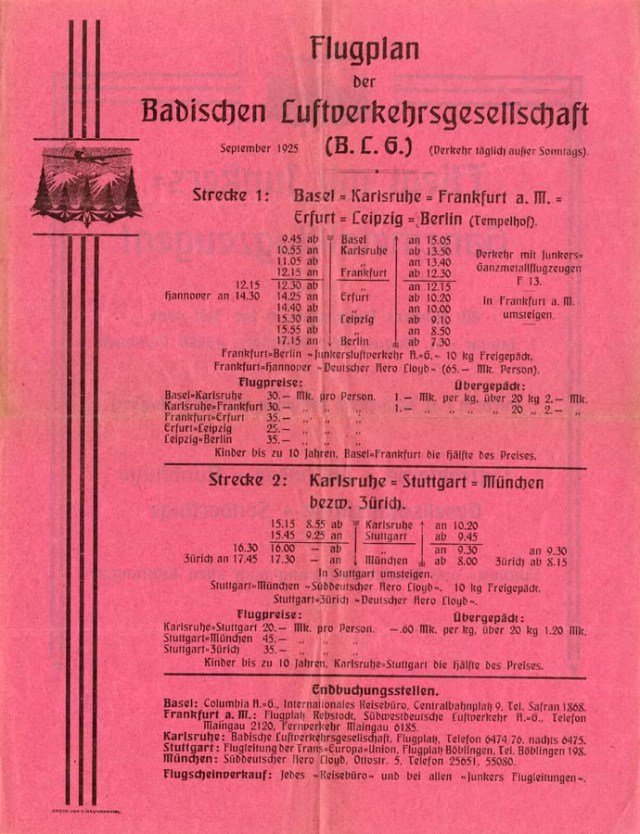 Flugplan
der
Badischen Luftverkehrsgesellschaft
September 1925 (B. L. G.) (Verkehr täglich außer Sonntags).
Strecke 1: Basel = Karlsruhe = Frankfurt a. M. =
Erfurt = Leipzig = Berlin (Tempelhof).
9.45 ab Basel an 15.05
10.55 an Karlsruhe ab 13.50
11.05 ab „ an 13.40
12.15 an Frankfurt ab 12.30
12.15 12.30 ab „ an 12.15
Hannover an 14.30 14.25 an Erfurt ab 10.20
14.40 ab „ an 10.00
15.30 an Leipzig ab 9.10
15.55 ab „ an 8.50
17.15 an Berlin ab 7.30
Verkehr mit Junkers=
Ganzmetallflugzeugen
F 13.
In Frankfurt a. M.
umsteigen.
Frankfurt=Berlin „Junkersluftverkehr A.=G.“ 10 kg Freigepäck.
Frankfurt=Hannover „Deutscher Aero Lloyd“ (65.— Mk. Person).
Flugpreise: Übergepäck:
Basel=Karlsruhe 30.— Mk. pro Person. 1.— Mk. per kg, über 20 kg 2.— Mk.
Karlsruhe=Frankfurt 30.— „ „ „ 1.— „ „ „ „ 20 „ 2.— „
Frankfurt=Erfurt 35.— „ „ „
Erfurt=Leipzig 25.— „ „ „
Leipzig=Berlin 35.— „ „ „
Kinder bis zu 10 Jahren, Basel=Frankfurt die Hälfte des Preises.
Strecke 2: Karlsruhe = Stuttgart = München
bezw. Zürich.
15.15 8.55 ab Karlsruhe an 10.20
15.45 9.25 an Stuttgart ab 9.45
16.30 16.00 — ab „ an 9.30 an 9.30
Zürich an 17.45 17.30 — an München ab 8.00 Zürich ab 8.15
In Stuttgart umsteigen.
Stuttgart=München „Süddeutscher Aero Lloyd“. 10 kg Freigepäck.
Stuttgart=Zürich „Deutscher Aero Lloyd“.
Flugpreise: Übergepäck:
Karlsruhe=Stuttgart 20.— Mk. pro Person. —.60 Mk. per kg, über 20 kg 1.20 Mk.
Stuttgart=München 45.— „ „ „
Stuttgart=Zürich 35.— „ „ „
Kinder bis zu 10 Jahren, Karlsruhe=Stuttgart die Hälfte des Preises.
Endbuchungsstellen.
Basel: Columbia A.=G., Internationales Reisebüro, Centralbahnplatz 9, Tel. Safran 1868.
Frankfurt a. M.: Flugplatz Rebstock, Südwestdeutsche Luftverkehr A.=G., Telefon
Maingau 2120, Fernverkehr Maingau 6185.
Karlsruhe: Badische Luftverkehrsgesellschaft, Flugplatz, Telefon 6474/76, nachts 6475.
Stuttgart: Flugleitung der Trans=Europa=Union, Flugplatz Böblingen, Tel. Böblingen 198.
München: Süddeutscher Aero Lloyd, Ottostr. 5, Telefon 25651, 55080.
Flugscheinverkauf: Jedes „Reisebüro“ und bei allen „Junkers Flugleitungen“.